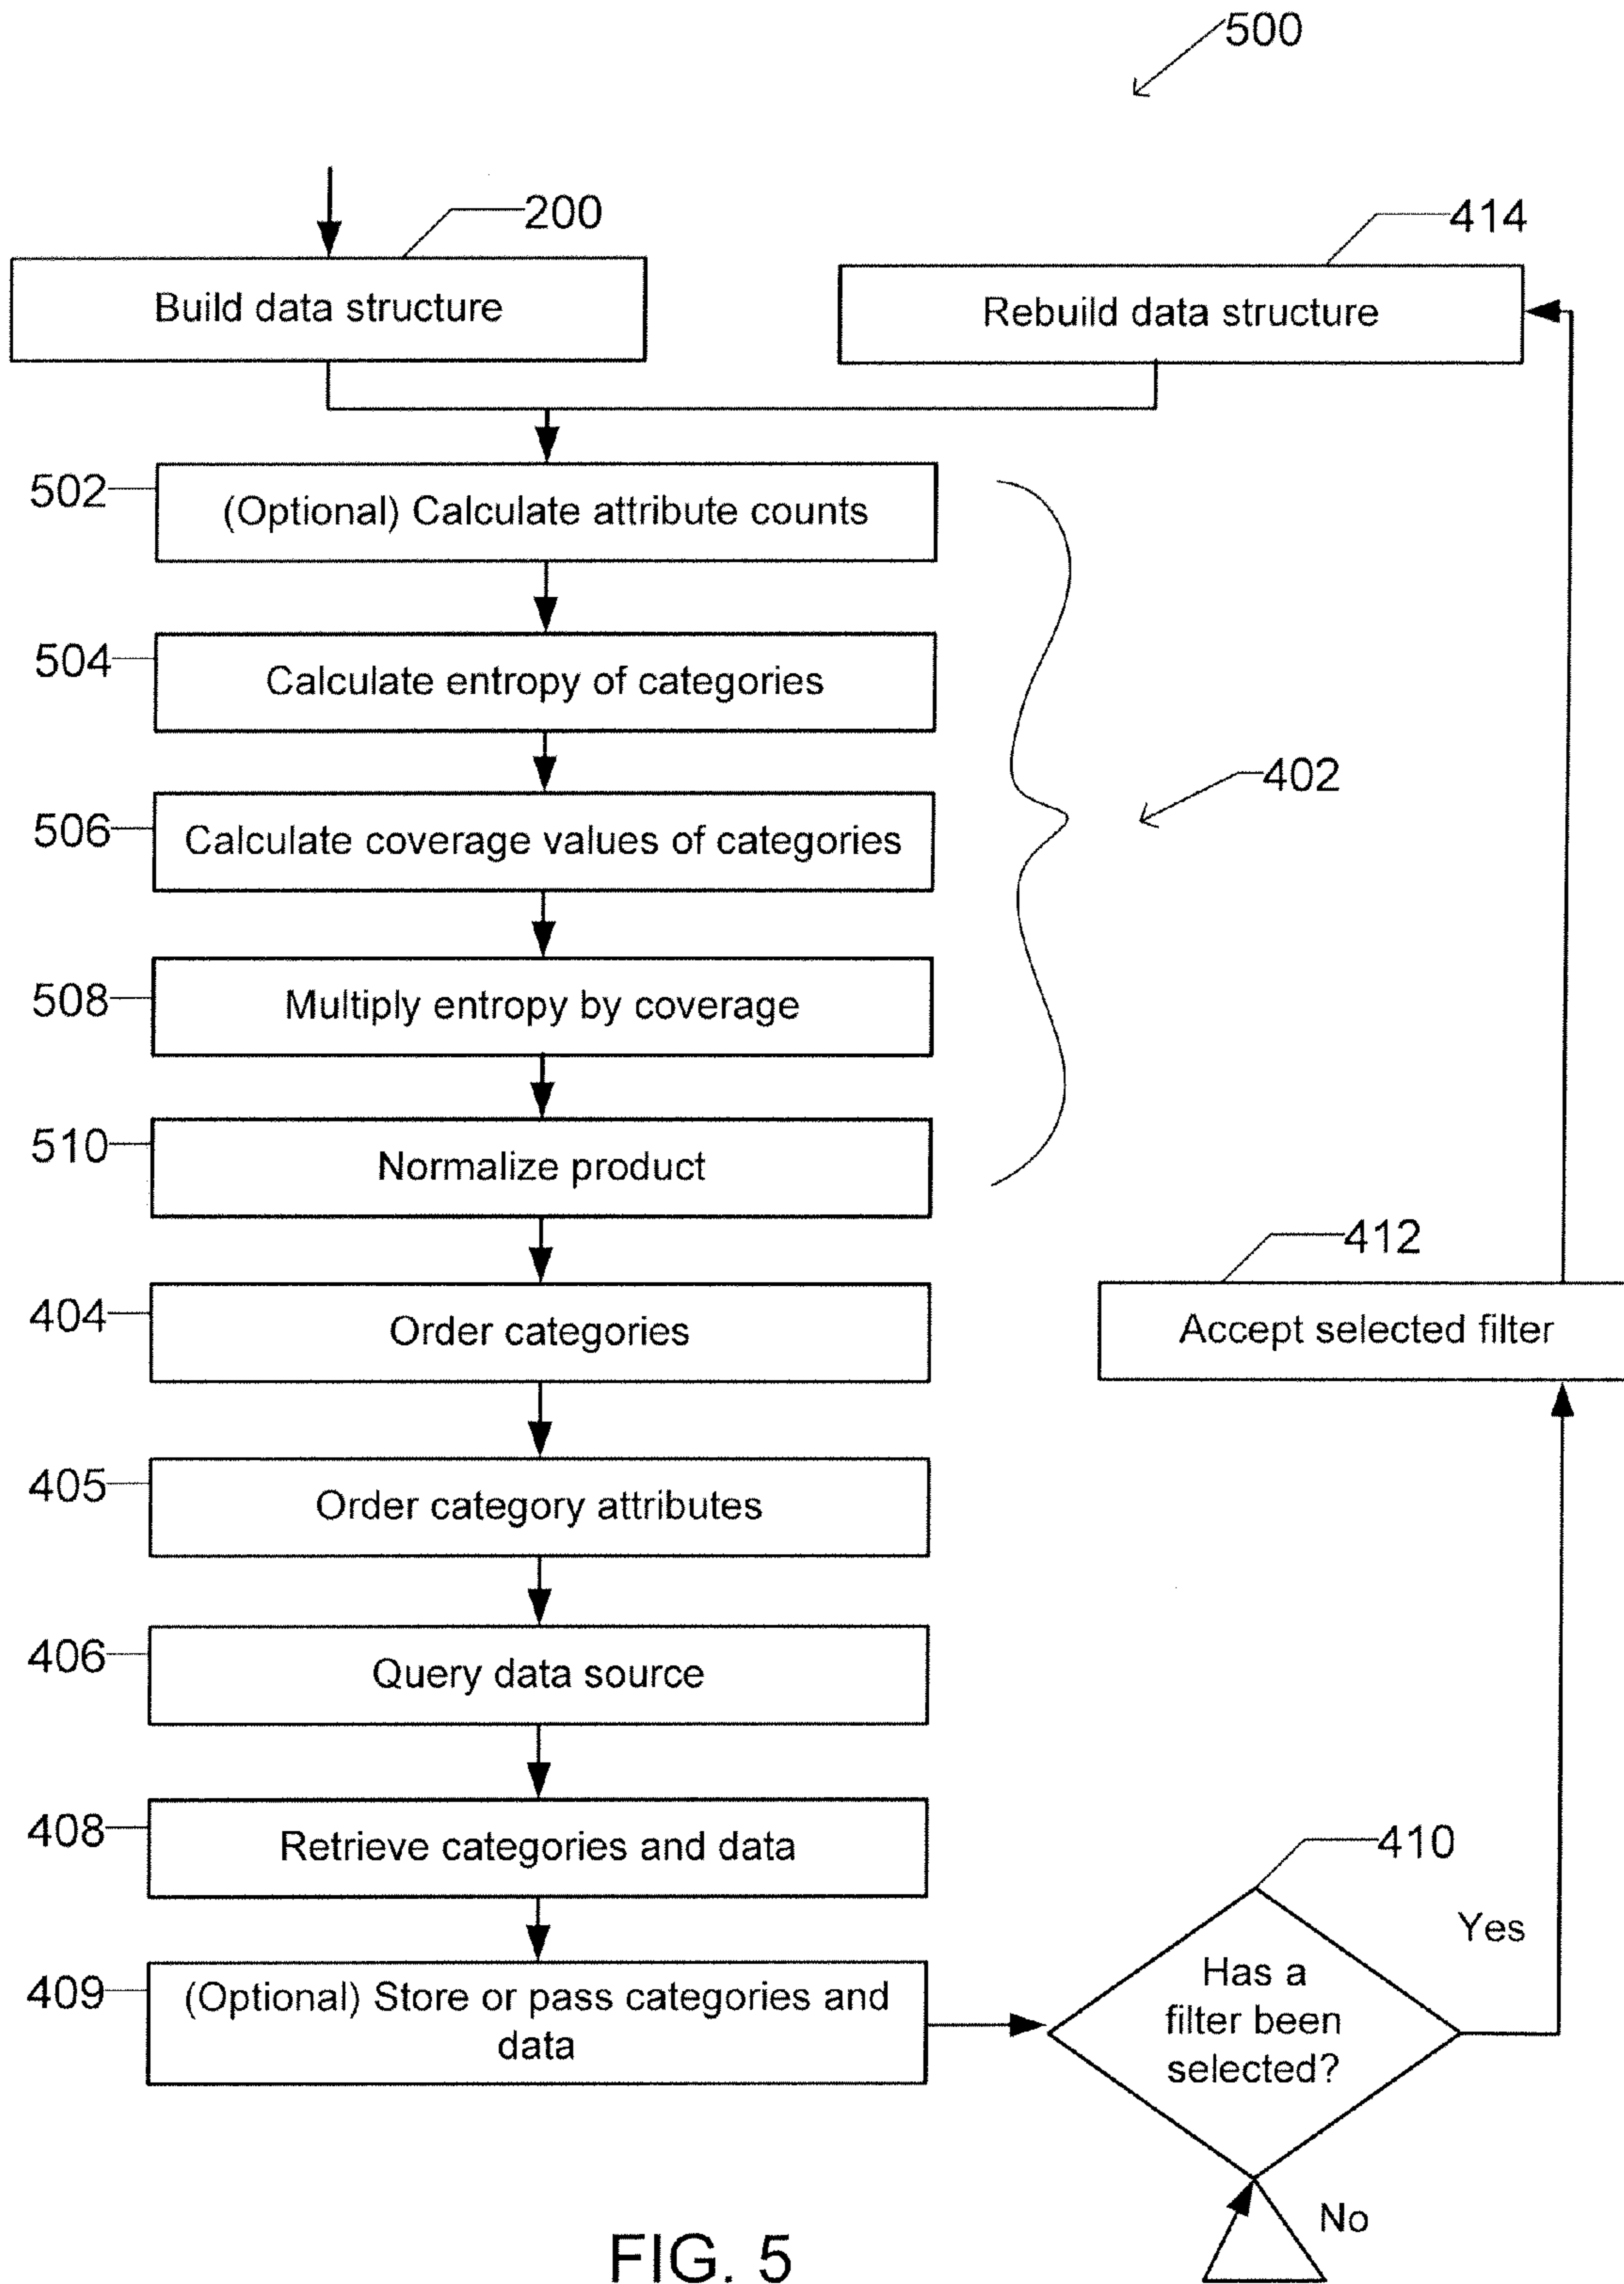 500
200
414
Build data structure
Rebuild data structure
502
(Optional) Calculate attribute counts
504
Calculate entropy of categories
402
506
Calculate coverage values of categories
508
Multiply entropy by coverage
510
Normalize product
412
404
Order categories
Accept selected filter
405
Order category attributes
406
Query data source
408
Retrieve categories and data
410
Yes
409
(Optional) Store or pass categories and
data
Has a
filter been
selected?
No
FIG. 5